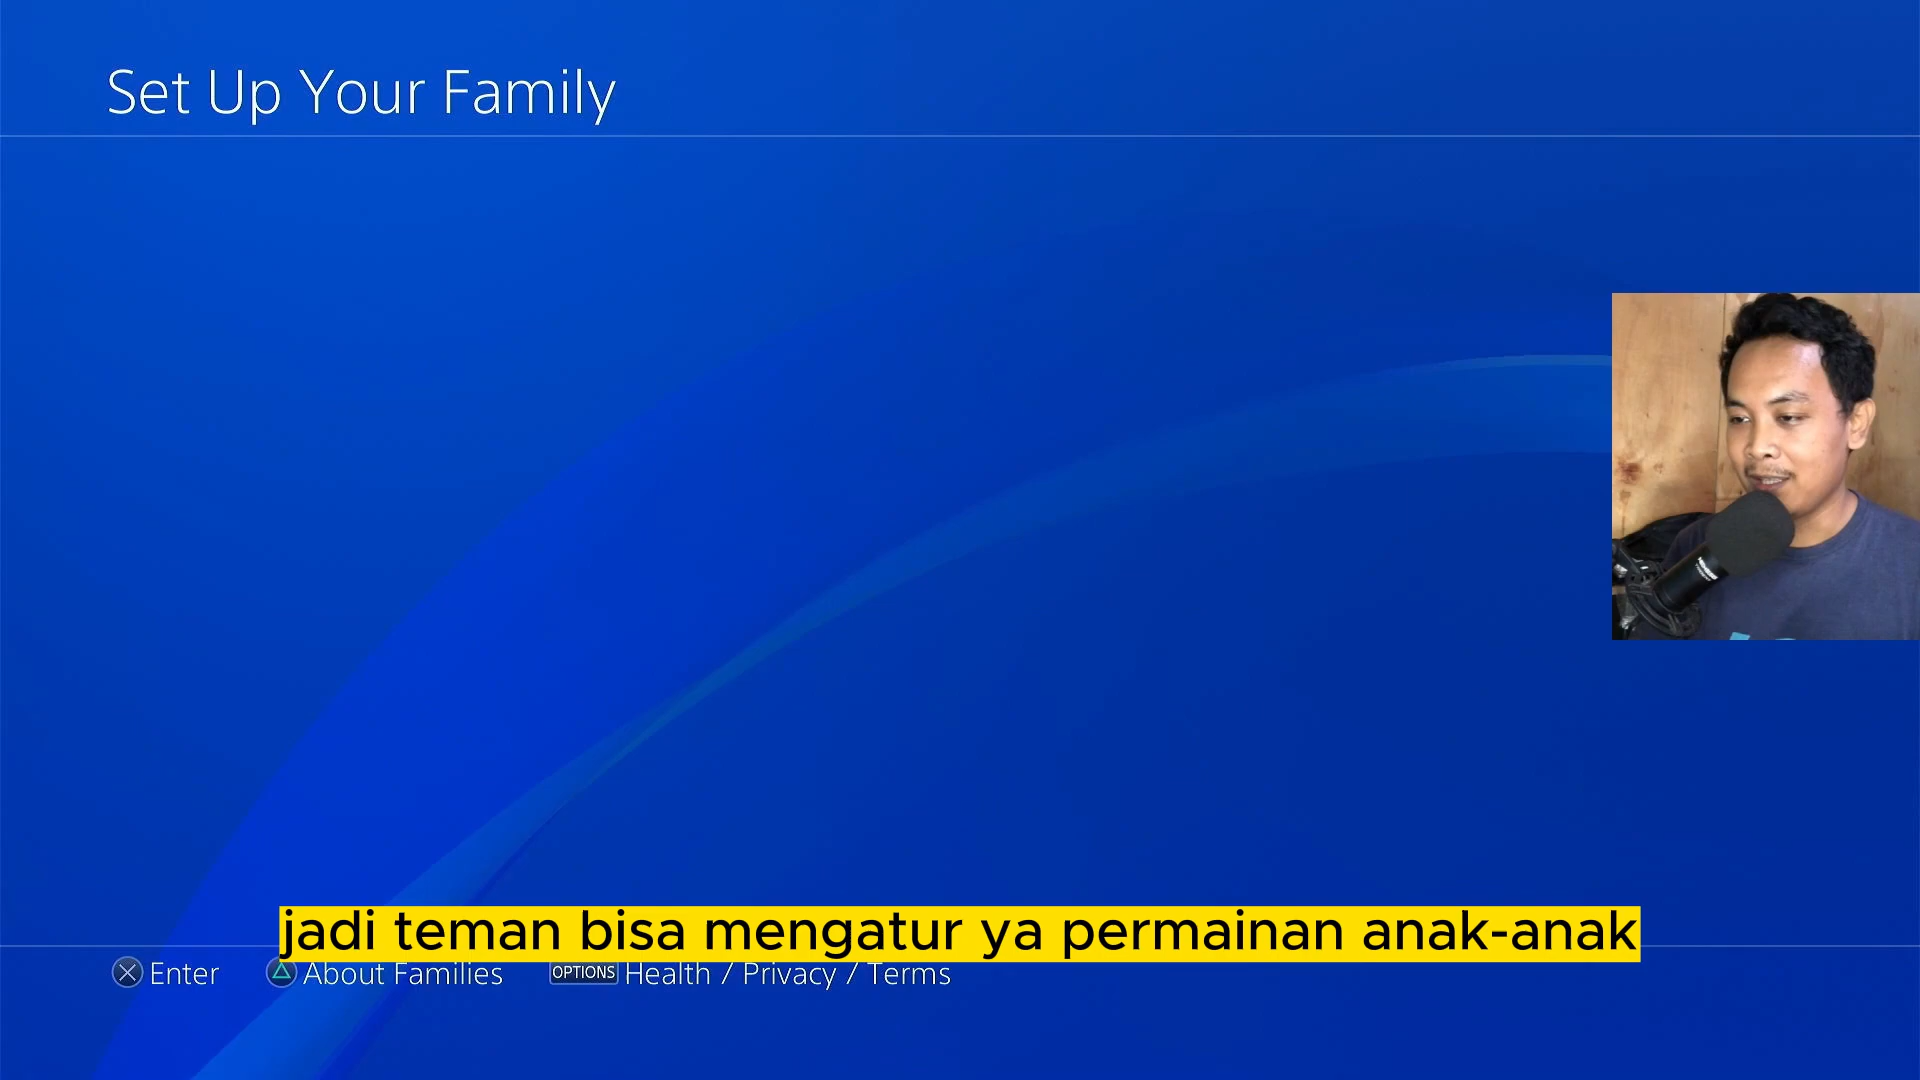 Set Up Your Family
jadi teman bisa mengatur ya permainan anak-anak
Enter About Families OPTIONS Health / Privacy / Terms